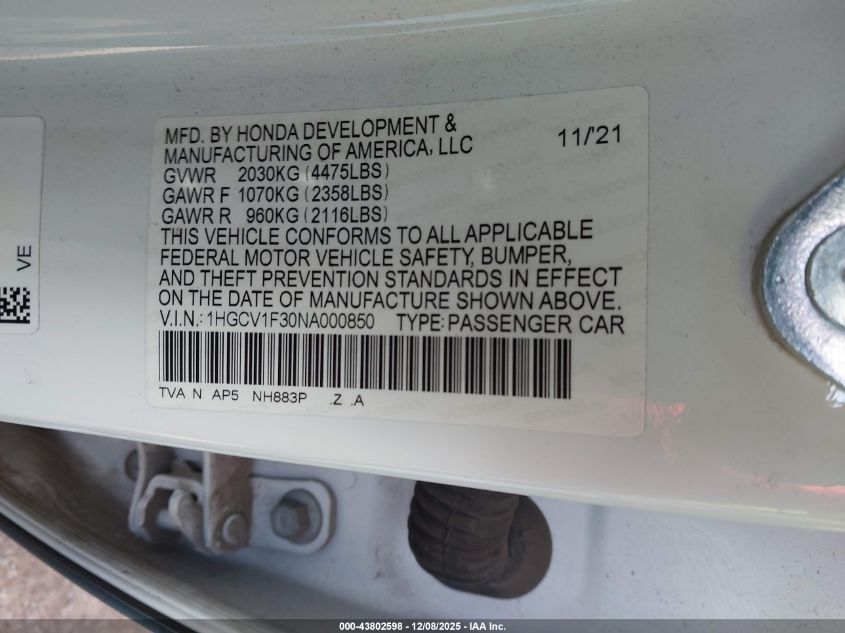 MFD. BY HONDA DEVELOPMENT & 11/'21
MANUFACTURING OF AMERICA, LLC
GVWR 2030KG (4475LBS)
GAWR F 1070KG (2358LBS)
GAWR R 960KG (2116LBS)
THIS VEHICLE CONFORMS TO ALL APPLICABLE
FEDERAL MOTOR VEHICLE SAFETY, BUMPER,
AND THEFT PREVENTION STANDARDS IN EFFECT
ON THE DATE OF MANUFACTURE SHOWN ABOVE.
V.I.N.: 1HGCV1F30NA000850 TYPE: PASSENGER CAR
TVA N AP5 NH883P .Z .A
VE
000-43802598 - 12/08/2025 - IAA Inc.